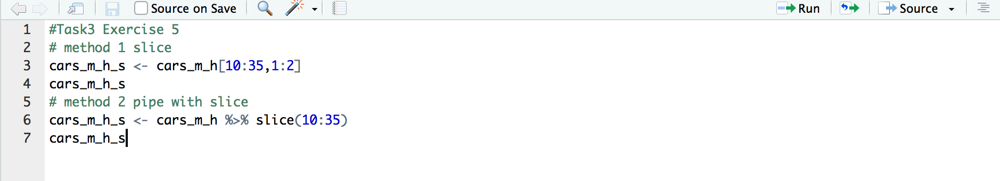 Source on Save Run Source
1 #Task3 Exercise 5
2 # method 1 slice
3 cars_m_h_s <- cars_m_h[10:35,1:2]
4 cars_m_h_s
5 # method 2 pipe with slice
6 cars_m_h_s <- cars_m_h %>% slice(10:35)
7 cars_m_h_s